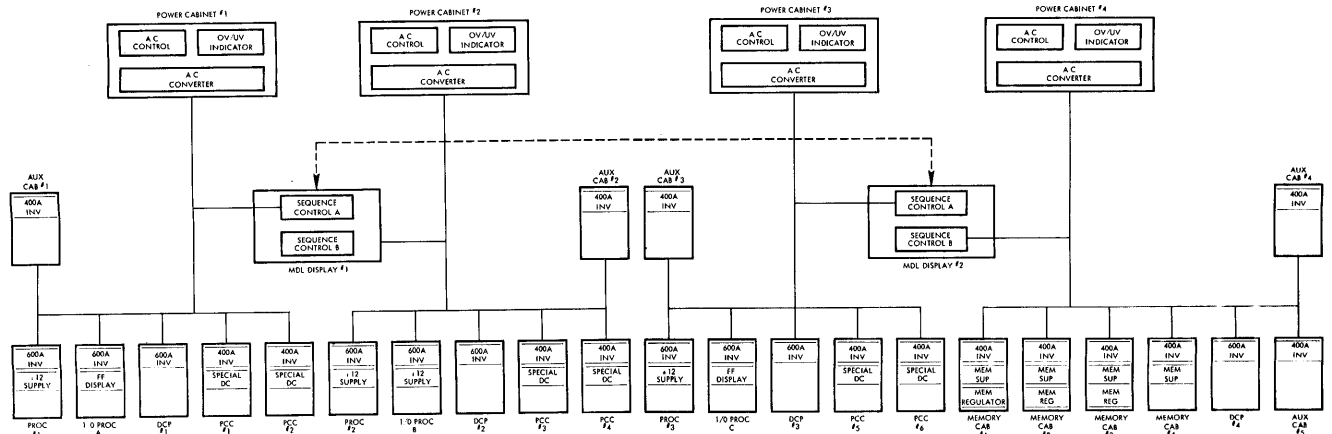 POWER CABINET #1
A C CONTROL
OV/UV INDICATOR
A C CONVERTER
POWER CABINET #2
A C CONTROL
OV/UV INDICATOR
A C CONVERTER
POWER CABINET #3
A C CONTROL
OV/UV INDICATOR
A C CONVERTER
POWER CABINET #4
A C CONTROL
OV/UV INDICATOR
A C CONVERTER
AUX CAB #1
400A INV
SEQUENCE CONTROL A
SEQUENCE CONTROL B
MDL DISPLAY #1
AUX CAB #2
400A INV
AUX CAB #3
400A INV
SEQUENCE CONTROL A
SEQUENCE CONTROL B
MDL DISPLAY #2
AUX CAB #4
400A INV
600A INV
12 SUPPLY
PROC
600A INV
FF DISPLAY
I/O PROC A
600A INV
DCP #1
400A INV
SPECIAL DC
PCC #1
400A INV
SPECIAL DC
PCC #2
600A INV
12 SUPPLY
PROC #2
600A INV
12 SUPPLY
I/O PROC B
600A INV
DCP #2
400A INV
SPECIAL DC
PCC #3
400A INV
SPECIAL DC
PCC #4
600A INV
±12 SUPPLY
PROC #3
600A INV
FF DISPLAY
I/O PROC C
600A INV
DCP #3
400A INV
SPECIAL DC
PCC #5
400A INV
SPECIAL DC
PCC #6
400A INV
MEM SUP
MEM REGULATOR
MEMORY CAB
400A INV
MEM SUP
MEM REG
MEMORY CAB
400A INV
MEM SUP
MEM REG
MEMORY CAB
400A INV
MEM SUP
MEMORY CAB
600A INV
DCP #4
400A INV
AUX CAB #5